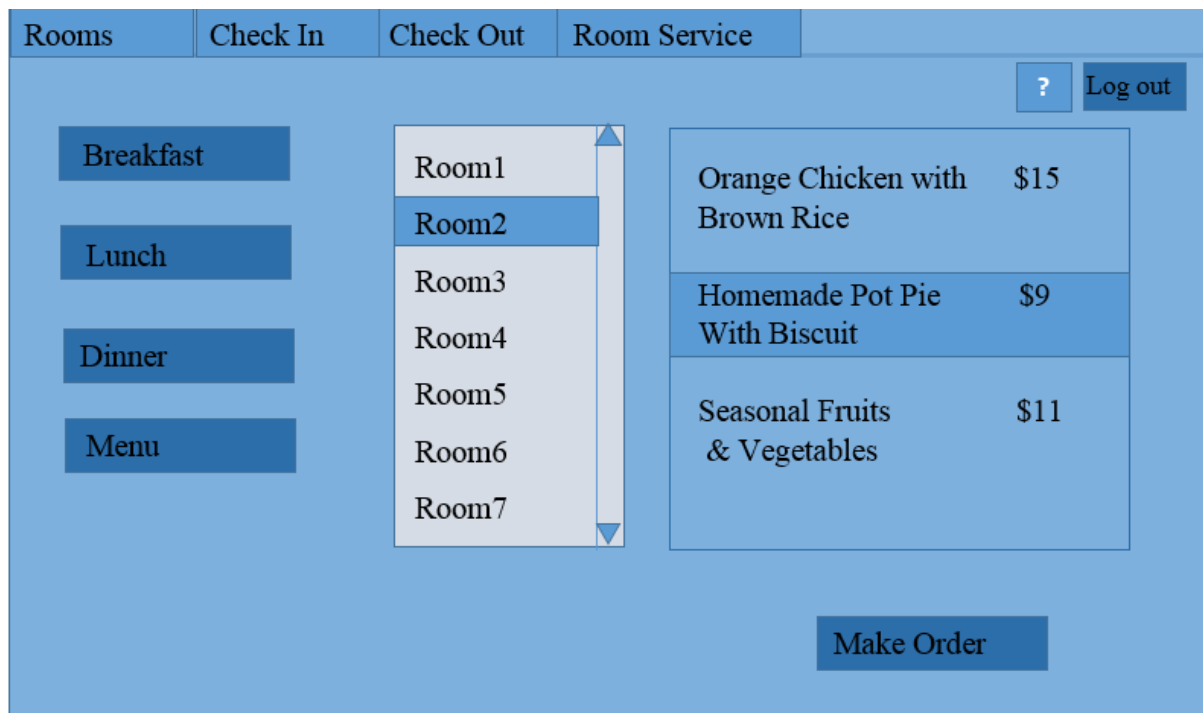 Rooms
Check In
Check Out
Room Service
?
Log out
Breakfast
Lunch
Dinner
Menu
Room1
Room2
Room3
Room4
Room5
Room6
Room7
Orange Chicken with $15
Brown Rice
Homemade Pot Pie $9
With Biscuit
Seasonal Fruits $11
& Vegetables
Make Order